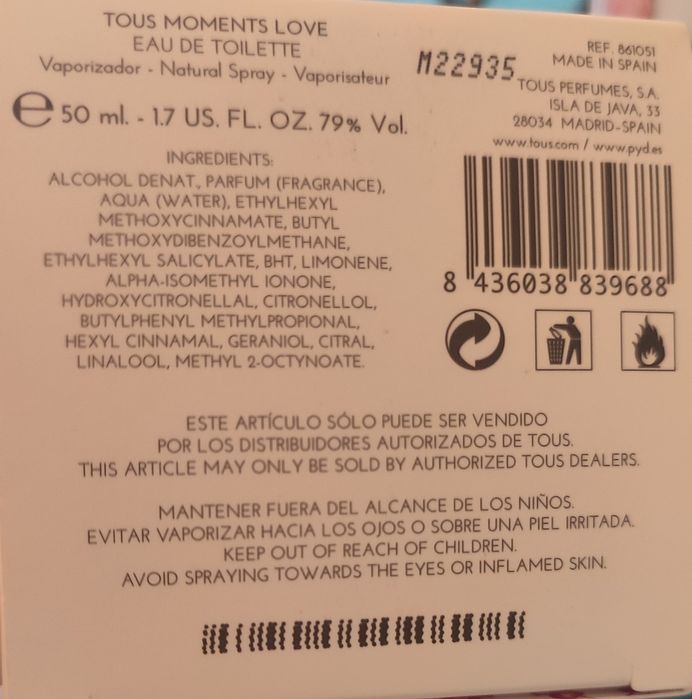 TOUS MOMENTS LOVE
EAU DE TOILETTE
Vaporizador - Natural Spray - Vaporisateur
e 50 ml. - 1.7 US. FL. OZ. 79% Vol.
INGREDIENTS:
ALCOHOL DENAT., PARFUM (FRAGRANCE),
AQUA (WATER), ETHYLHEXYL
METHOXYCINNAMATE, BUTYL
METHOXYDIBENZOYLMETHANE,
ETHYLHEXYL SALICYLATE, BHT, LIMONENE,
ALPHA-ISOMETHYL IONONE,
HYDROXYCITRONELLAL, CITRONELLOL,
BUTYLPHENYL METHYLPROPIONAL,
HEXYL CINNAMAL, GERANIOL, CITRAL,
LINALOOL, METHYL 2-OCTYNOATE.
M22935
REF. 861051
MADE IN SPAIN
TOUS PERFUMES, S.A.
ISLA DE JAVA, 33
28034 MADRID-SPAIN
www.tous.com / www.pyd.es
8 436038 839688
ESTE ARTÍCULO SÓLO PUEDE SER VENDIDO
POR LOS DISTRIBUIDORES AUTORIZADOS DE TOUS.
THIS ARTICLE MAY ONLY BE SOLD BY AUTHORIZED TOUS DEALERS.
MANTENER FUERA DEL ALCANCE DE LOS NIÑOS.
EVITAR VAPORIZAR HACIA LOS OJOS O SOBRE UNA PIEL IRRITADA.
KEEP OUT OF REACH OF CHILDREN.
AVOID SPRAYING TOWARDS THE EYES OR INFLAMED SKIN.